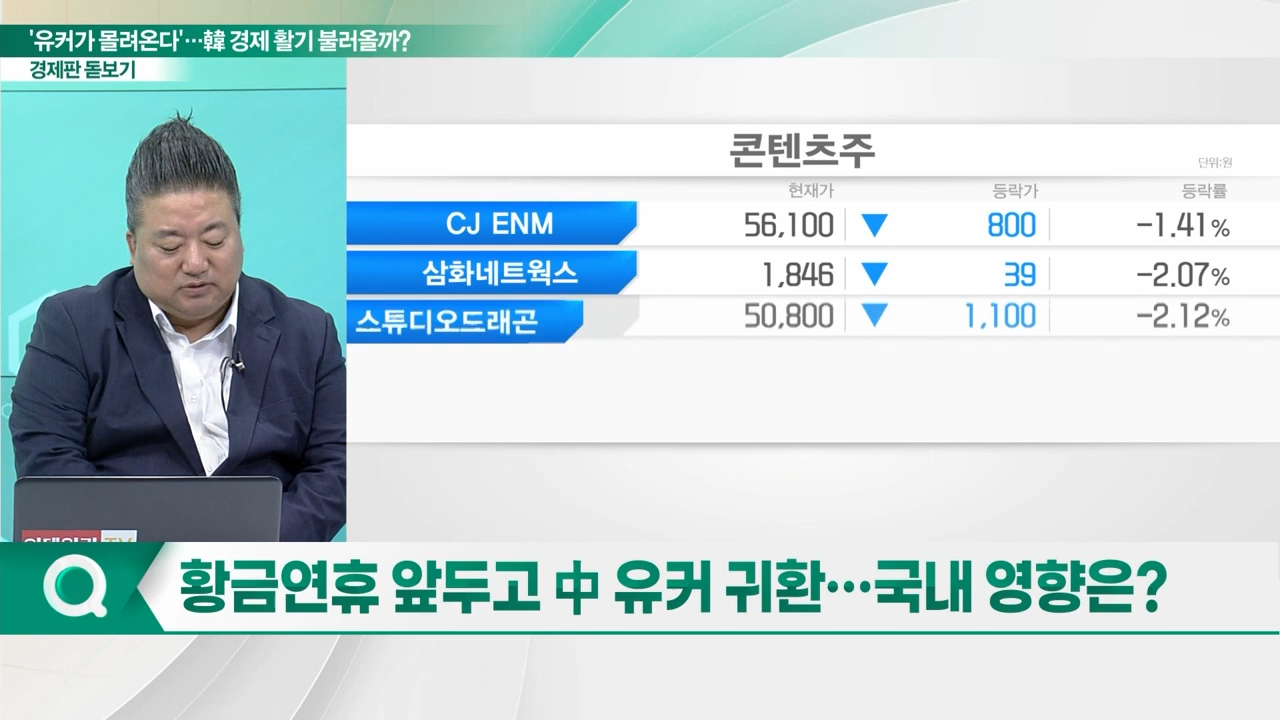 '유커가 몰려온다'…韓 경제 활기 불러올까?
경제판 돋보기
콘텐츠주
단위:원
현재가 등락가 등락률
CJ ENM 56,100 ▼ 800 -1.41%
삼화네트웍스 1,846 ▼ 39 -2.07%
스튜디오드래곤 50,800 ▼ 1,100 -2.12%
TV
황금연휴 앞두고 中 유커 귀환…국내 영향은?